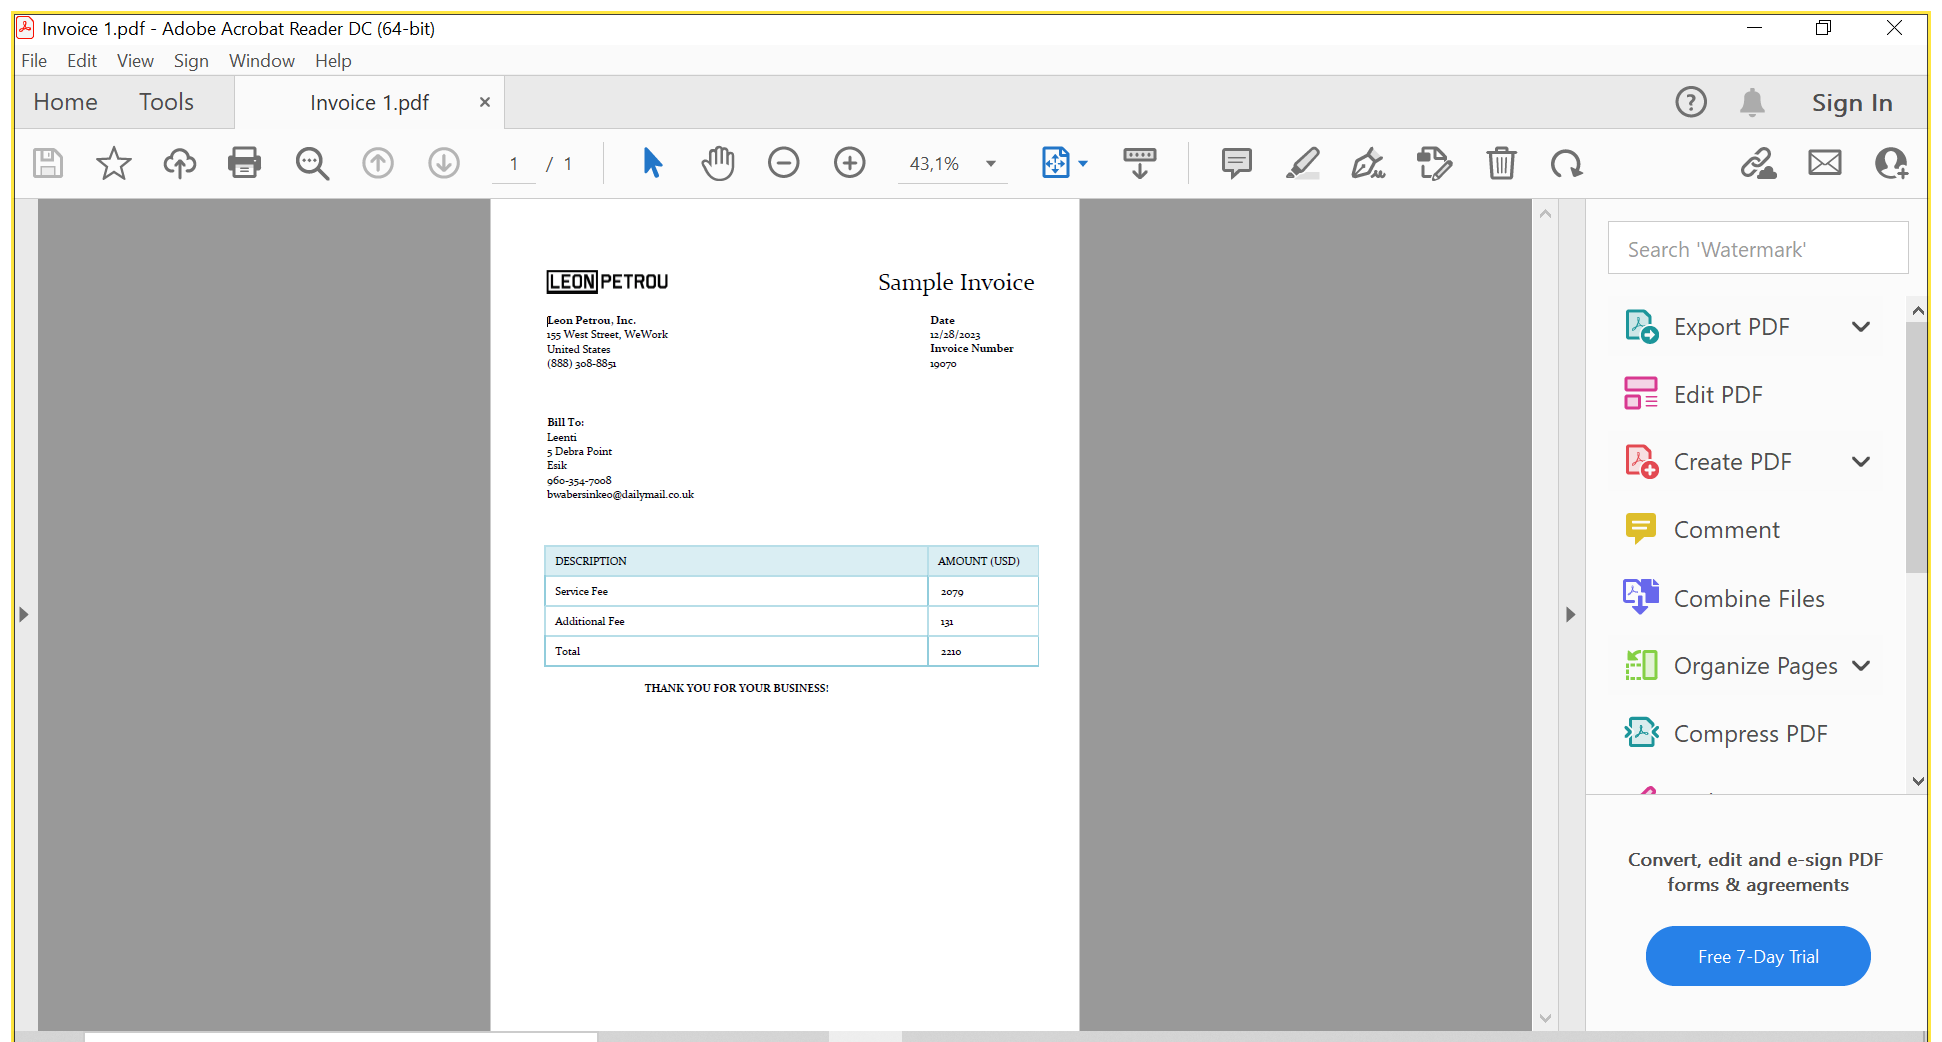 Invoice 1.pdf - Adobe Acrobat Reader DC (64-bit)
File Edit View Sign Window Help
Home Tools Invoice 1.pdf × ? Sign In
1 / 1 43,1%
Search 'Watermark'
LEON PETROU Sample Invoice
Leon Petrou, Inc. Date
155 West Street, WeWork 12/28/2023
United States Invoice Number
(888) 308-8851 19070
Bill To:
Leenti
5 Debra Point
Esik
960-354-7008
bwabersinke0@dailymail.co.uk
DESCRIPTION AMOUNT (USD)
Service Fee 2079
Additional Fee 131
Total 2210
THANK YOU FOR YOUR BUSINESS!
Export PDF
Edit PDF
Create PDF
Comment
Combine Files
Organize Pages
Compress PDF
Convert, edit and e-sign PDF
forms & agreements
Free 7-Day Trial